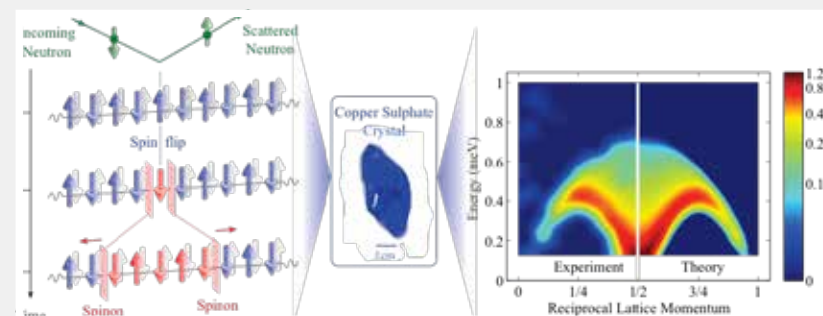 ncoming
Neutron
Scattered
Neutron
Spin flip
Spinon
Spinon
ime
Copper Sulphate
Crystal
1cm
Energy (meV)
1
0.8
0.6
0.4
0.2
0
Experiment
Theory
0
1/4
1/2
3/4
1
Reciprocal Lattice Momentum
1.2
0.8
0.4
0.2
0.1
0